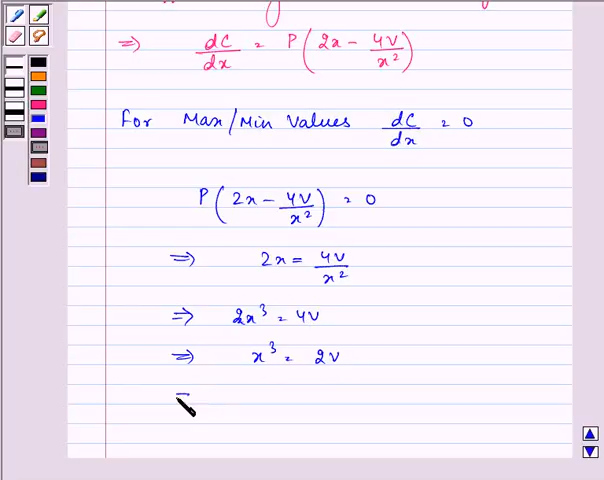 ⇒ dC/dx = P(2x - 4V/x²)
For Max/Min Values dC/dx = 0
P(2x - 4V/x²) = 0
⇒ 2x = 4V/x²
⇒ 2x³ = 4V
⇒ x³ = 2V